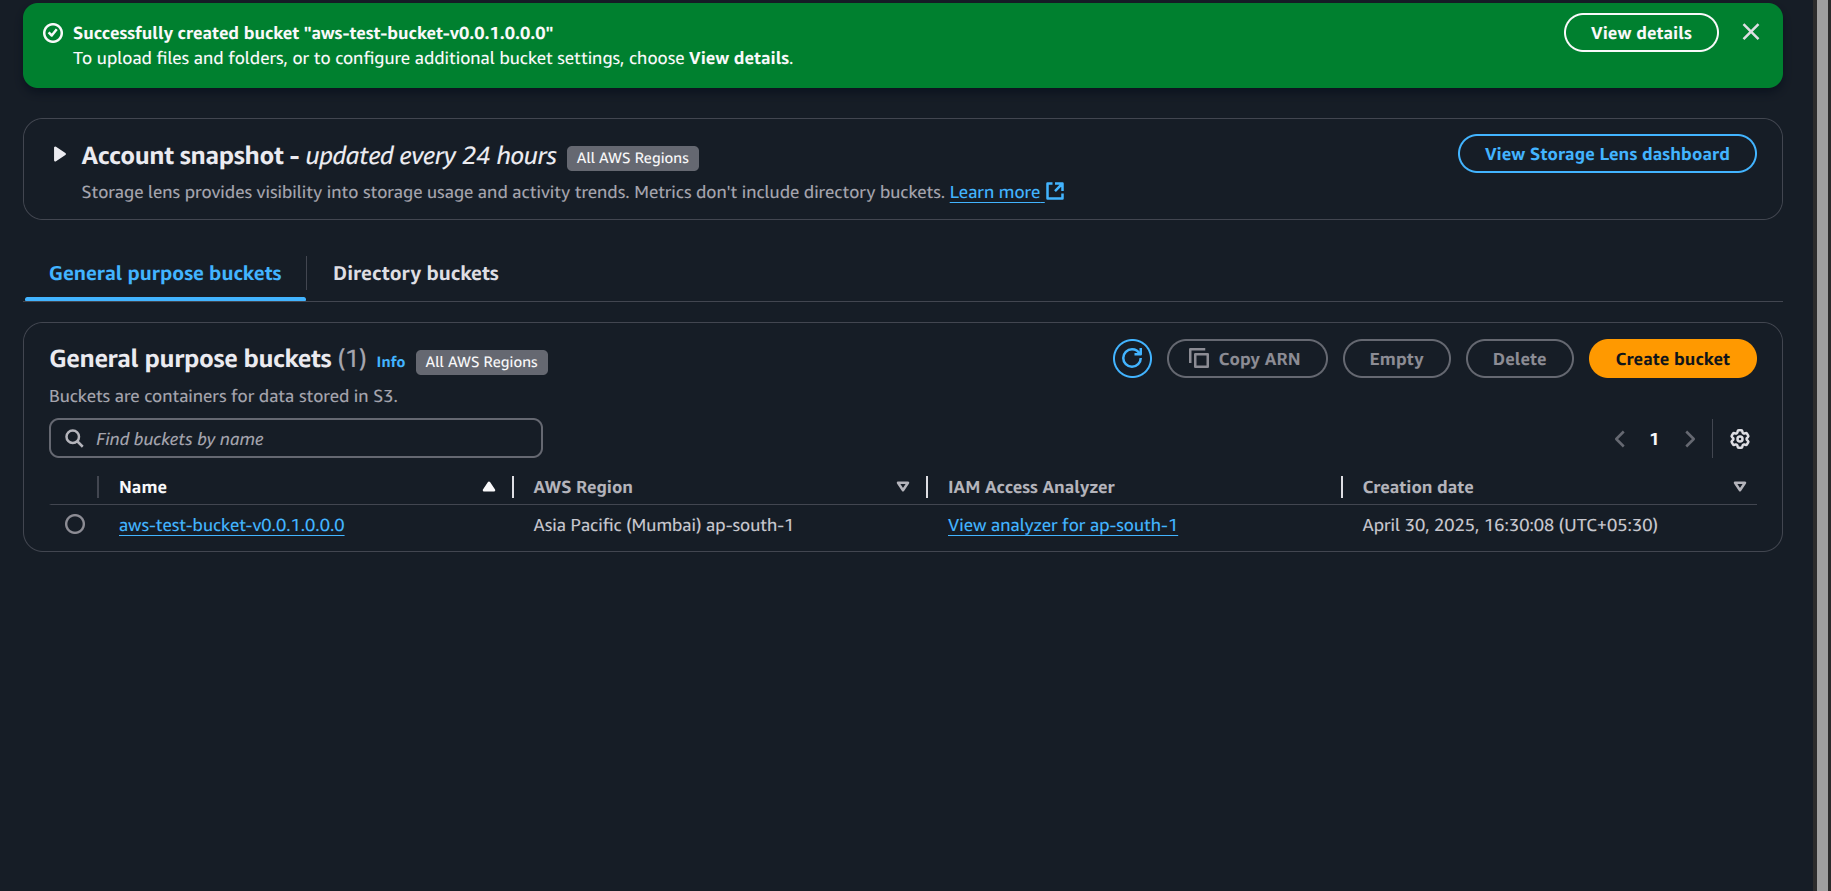 Successfully created bucket "aws-test-bucket-v0.0.1.0.0.0"
To upload files and folders, or to configure additional bucket settings, choose View details.
View details
Account snapshot - updated every 24 hours All AWS Regions
Storage lens provides visibility into storage usage and activity trends. Metrics don't include directory buckets. Learn more
View Storage Lens dashboard
General purpose buckets Directory buckets
General purpose buckets (1) Info All AWS Regions
Copy ARN Empty Delete Create bucket
Buckets are containers for data stored in S3.
Find buckets by name
1
Name AWS Region IAM Access Analyzer Creation date
aws-test-bucket-v0.0.1.0.0.0 Asia Pacific (Mumbai) ap-south-1 View analyzer for ap-south-1 April 30, 2025, 16:30:08 (UTC+05:30)